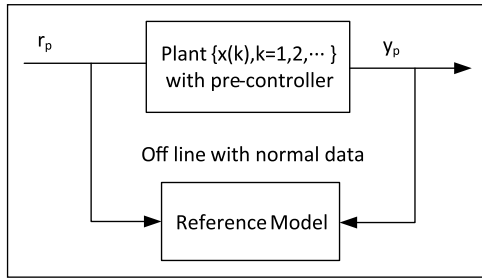 r_p
Plant {x(k),k=1,2,⋯ }
with pre-controller
y_p
Off line with normal data
Reference Model